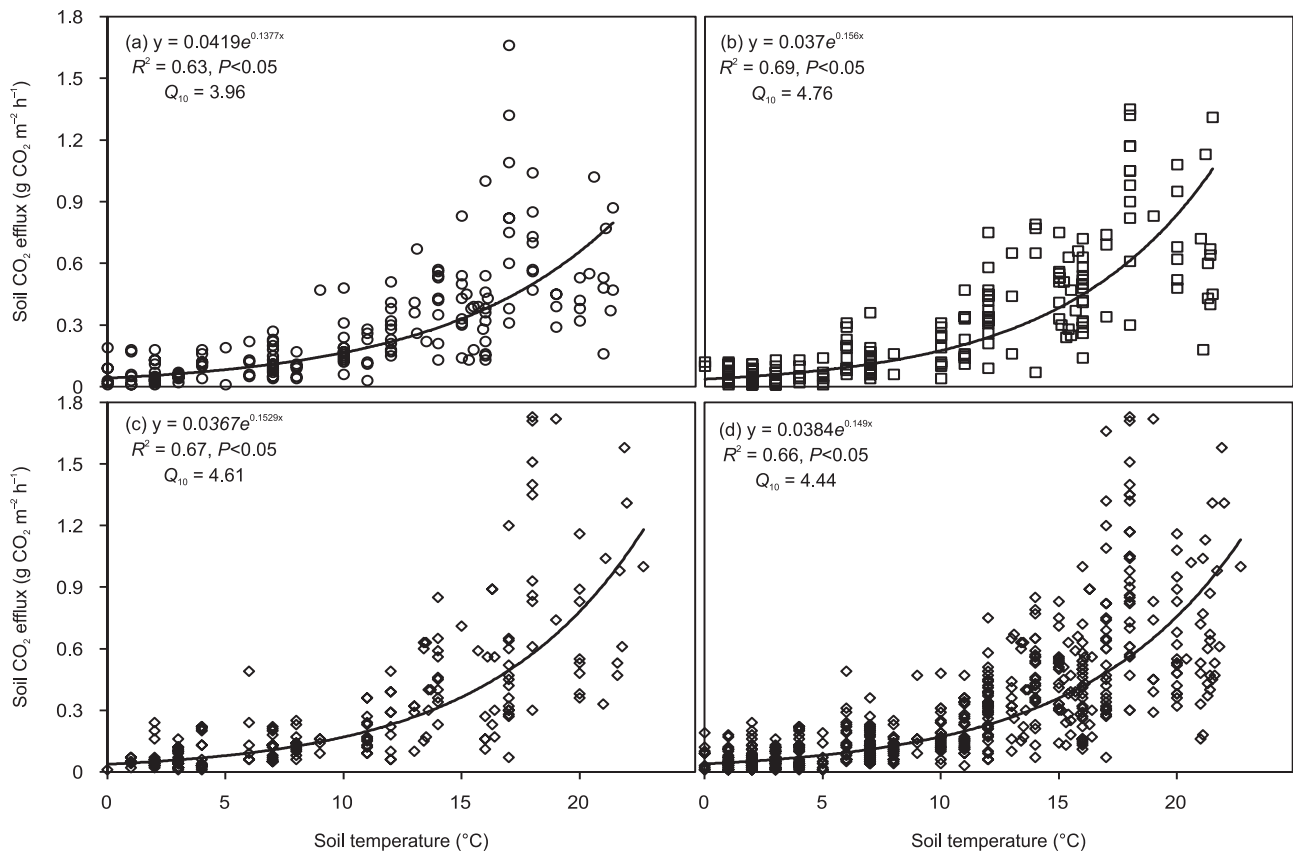 (a) y = 0.0419e^0.1377x
R² = 0.63, P<0.05
Q₁₀ = 3.96
(b) y = 0.037e^0.156x
R² = 0.69, P<0.05
Q₁₀ = 4.76
1.8
1.5
1.2
0.9
0.6
0.3
0
Soil CO₂ efflux (g CO₂ m⁻² h⁻¹)
(c) y = 0.0367e^0.1529x
R² = 0.67, P<0.05
Q₁₀ = 4.61
(d) y = 0.0384e^0.149x
R² = 0.66, P<0.05
Q₁₀ = 4.44
1.8
1.5
1.2
0.9
0.6
0.3
0
Soil CO₂ efflux (g CO₂ m⁻² h⁻¹)
0 5 10 15 20
0 5 10 15 20
Soil temperature (°C)
Soil temperature (°C)